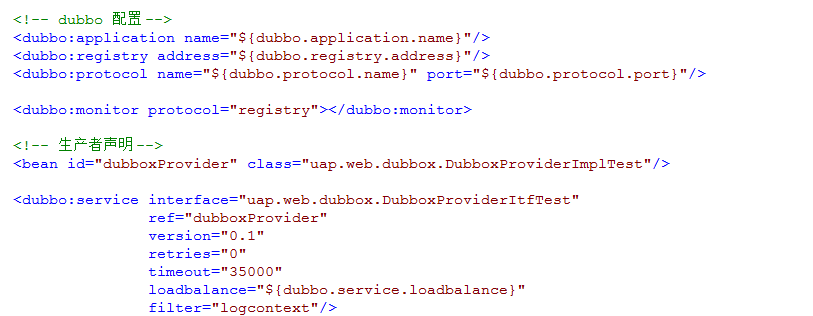 <!-- dubbo 配置-->
<dubbo:application name="${dubbo.application.name}"/>
<dubbo:registry address="${dubbo.registry.address}"/>
<dubbo:protocol name="${dubbo.protocol.name}" port="${dubbo.protocol.port}"/>
<dubbo:monitor protocol="registry"></dubbo:monitor>
<!-- 生产者声明-->
<bean id="dubboxProvider" class="uap.web.dubbox.DubboxProviderImplTest"/>
<dubbo:service interface="uap.web.dubbox.DubboxProviderItfTest"
ref="dubboxProvider"
version="0.1"
retries="0"
timeout="35000"
loadbalance="${dubbo.service.loadbalance}"
filter="logcontext"/>